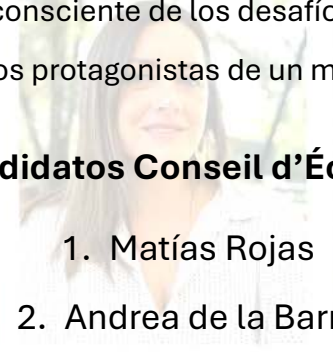 consciente de los desafío
os protagonistas de un m
didatos Conseil d’Éc
1. Matías Rojas
2. Andrea de la Barr